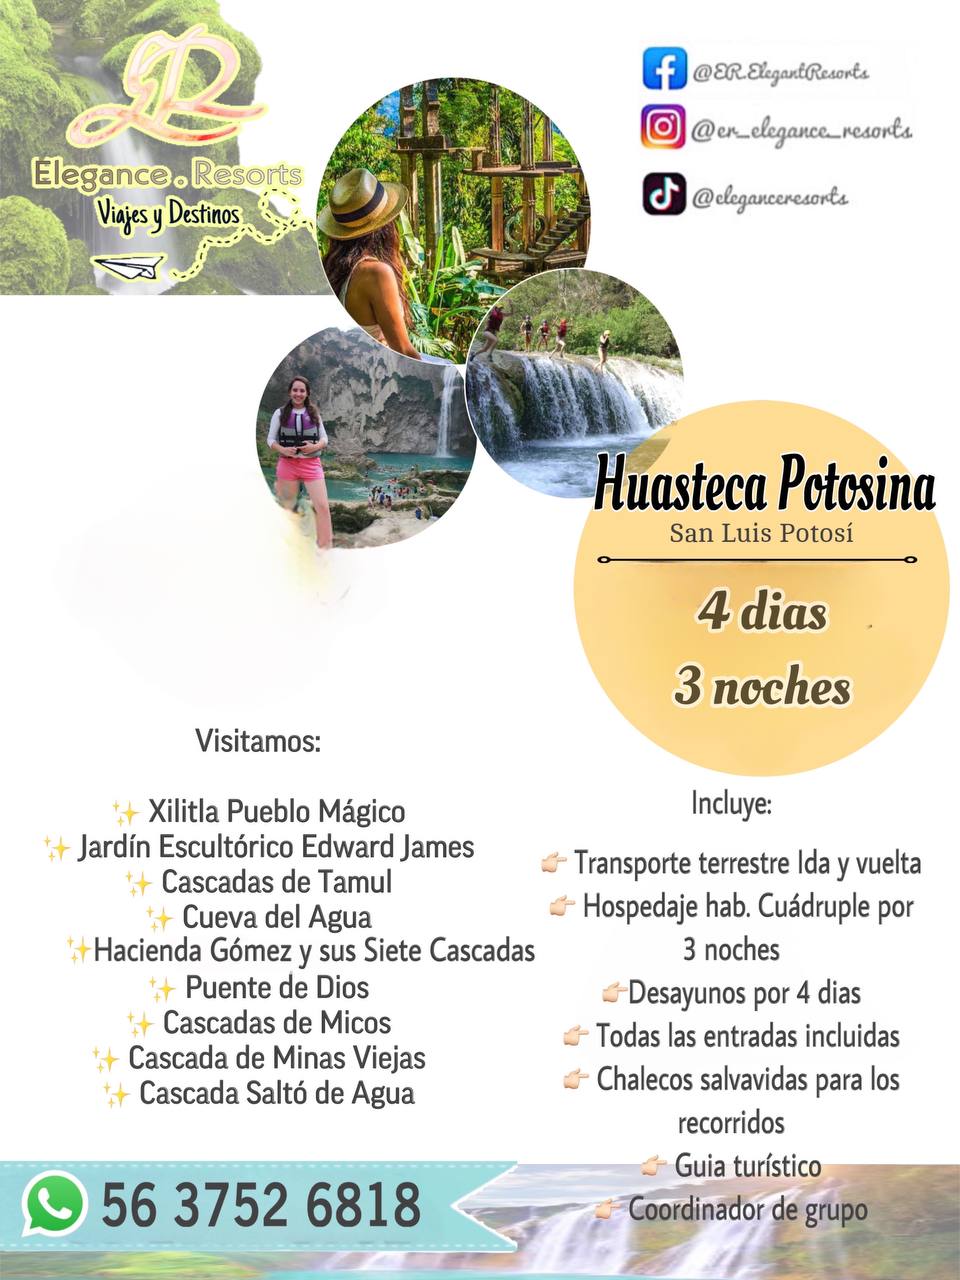 ER
Elegance . Resorts
Viajes y Destinos
@ER.ElegantResorts
@er_elegance_resorts
@eleganceresorts
Huasteca Potosina
San Luis Potosí
4 dias
3 noches
Visitamos:
✨ Xilitla Pueblo Mágico
✨ Jardín Escultórico Edward James
✨ Cascadas de Tamul
✨ Cueva del Agua
✨Hacienda Gómez y sus Siete Cascadas
✨ Puente de Dios
✨ Cascadas de Micos
✨ Cascada de Minas Viejas
✨ Cascada Saltó de Agua
Incluye:
👉🏻 Transporte terrestre Ida y vuelta
👉🏻 Hospedaje hab. Cuádruple por
3 noches
👉🏻Desayunos por 4 dias
👉🏻 Todas las entradas incluidas
👉🏻 Chalecos salvavidas para los
recorridos
👉🏻 Guia turístico
👉🏻 Coordinador de grupo
56 3752 6818